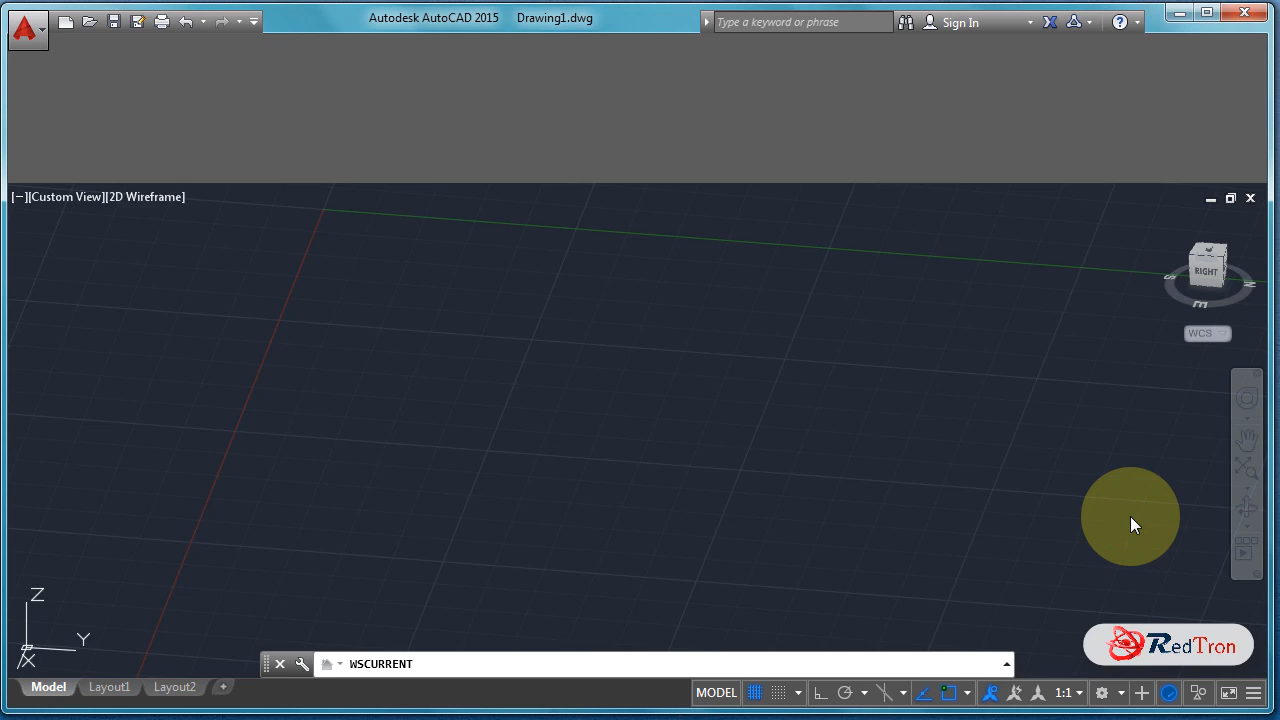 Autodesk AutoCAD 2015 Drawing1.dwg
Type a keyword or phrase
Sign In
[−][Custom View][2D Wireframe]
RIGHT
S
N
E
WCS
Z
Y
X
RedTron
WSCURRENT
Model Layout1 Layout2 +
MODEL
1:1